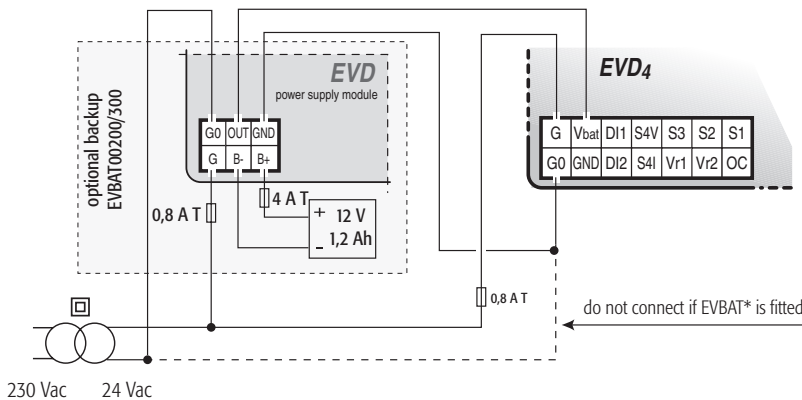 optional backup
EVBAT00200/300
EVD
power supply module
G0 OUT GND
G B- B+
0,8 A T
4 A T
+ 12 V
- 1,2 Ah
EVD4
G Vbat DI1 S4V S3 S2 S1
G0 GND DI2 S4I Vr1 Vr2 OC
0,8 A T
do not connect if EVBAT* is fitted
230 Vac 24 Vac